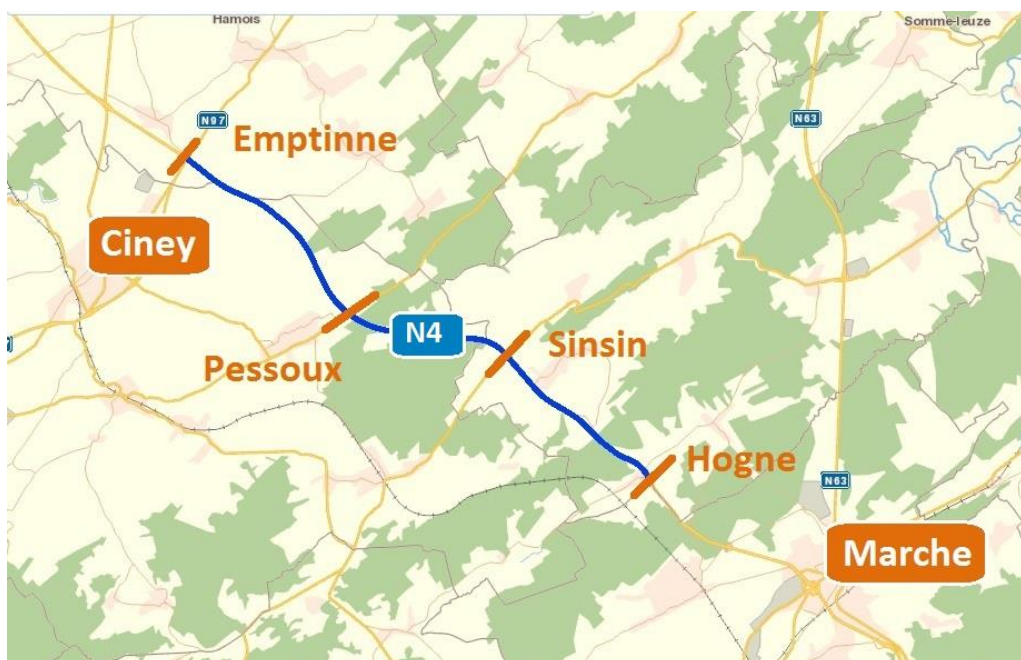 Hamois
Somme-leuze
N97
N63
Emptinne
Ciney
N4
Sinsin
Pessoux
Hogne
N63
Marche